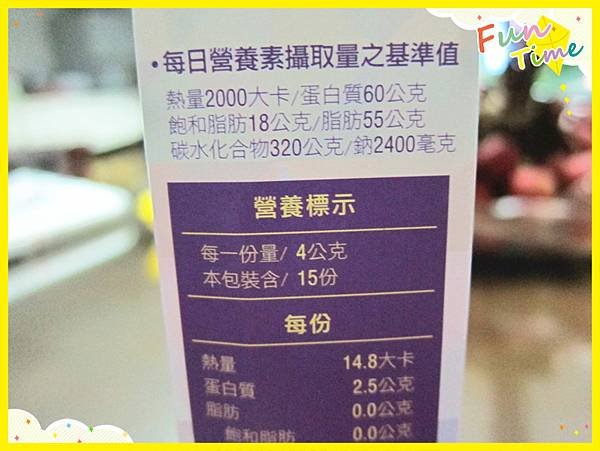 Fun
Time
•每日營養素攝取量之基準值
熱量2000大卡/蛋白質60公克
飽和脂肪18公克/脂肪55公克
碳水化合物320公克/鈉2400毫克
營養標示
每一份量/ 4公克
本包裝含/ 15份
每份
熱量 14.8大卡
蛋白質 2.5公克
脂肪 0.0公克
飽和脂肪 0.0公克